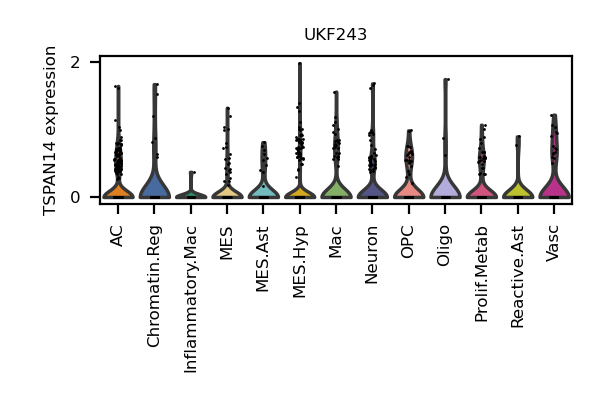 UKF243
TSPAN14 expression
2
0
AC
Chromatin.Reg
Inflammatory.Mac
MES
MES.Ast
MES.Hyp
Mac
Neuron
OPC
Oligo
Prolif.Metab
Reactive.Ast
Vasc